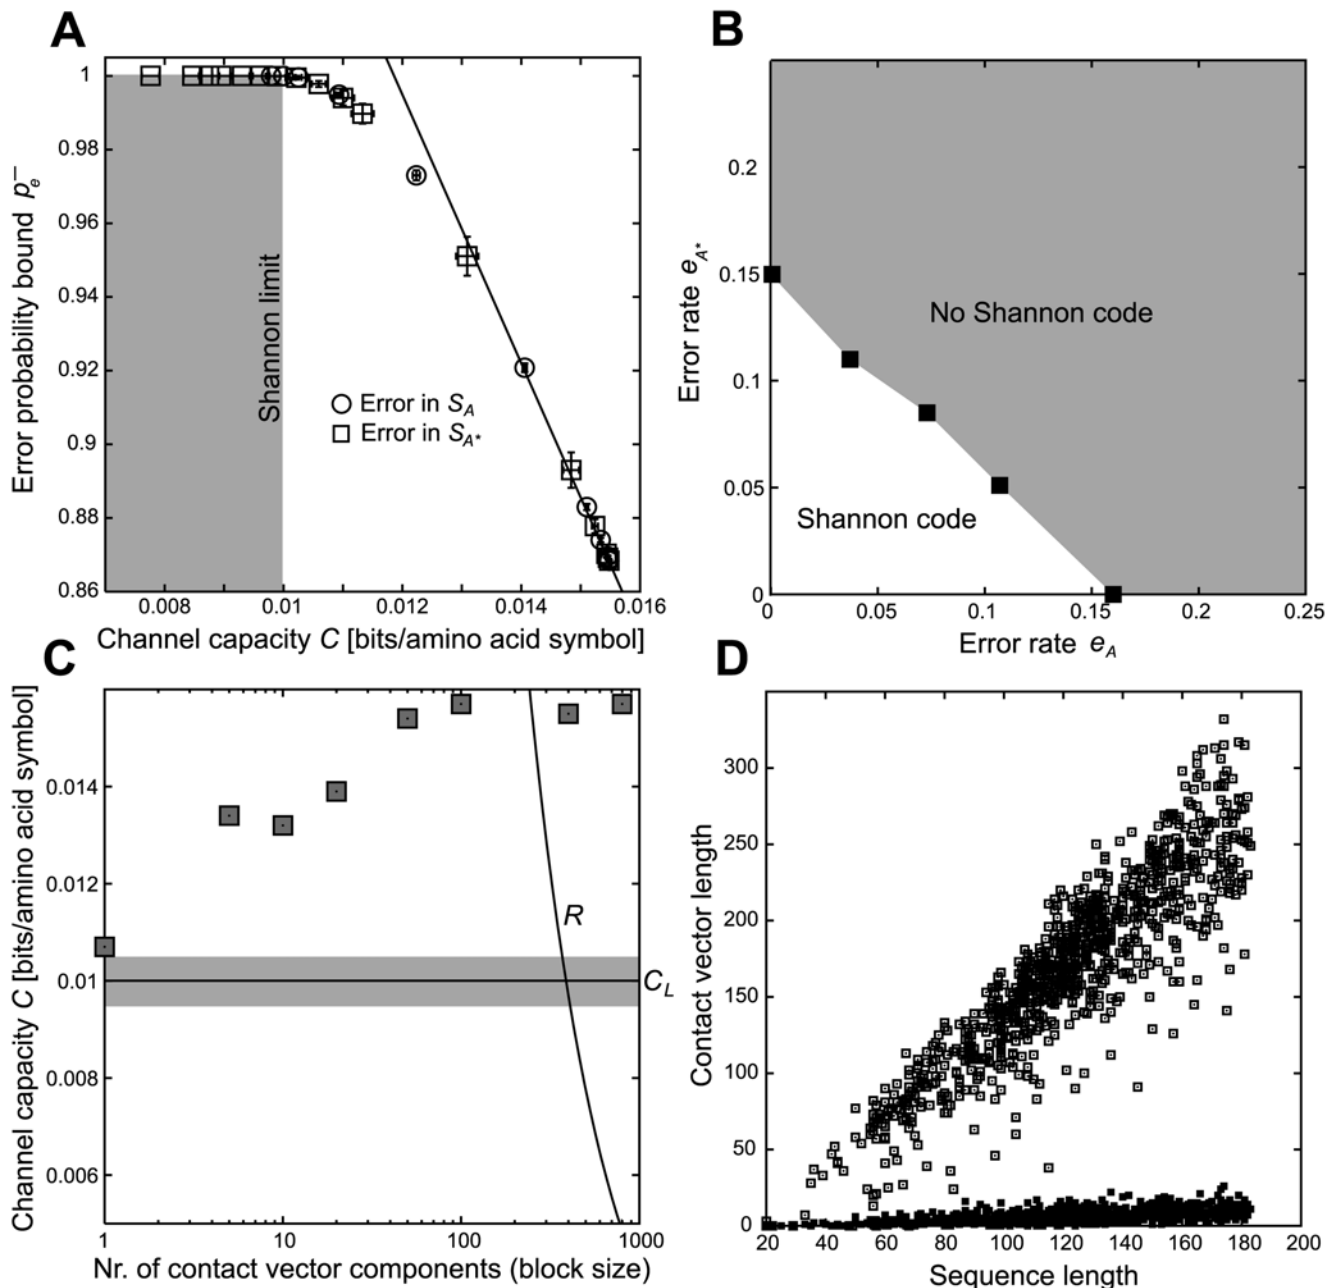 A
Error probability bound p_e^−
1
0.98
0.96
0.94
0.92
0.9
0.88
0.86
Shannon limit
Error in S_A
Error in S_A*
0.008
0.01
0.012
0.014
0.016
Channel capacity C [bits/amino acid symbol]
B
Error rate e_A*
0.2
0.15
0.1
0.05
0
No Shannon code
Shannon code
0
0.05
0.1
0.15
0.2
0.25
Error rate e_A
C
Channel capacity C [bits/amino acid symbol]
0.014
0.012
0.01
0.008
0.006
R
C_L
1
10
100
1000
Nr. of contact vector components (block size)
D
Contact vector length
300
250
200
150
100
50
0
20
40
60
80
100
120
140
160
180
200
Sequence length